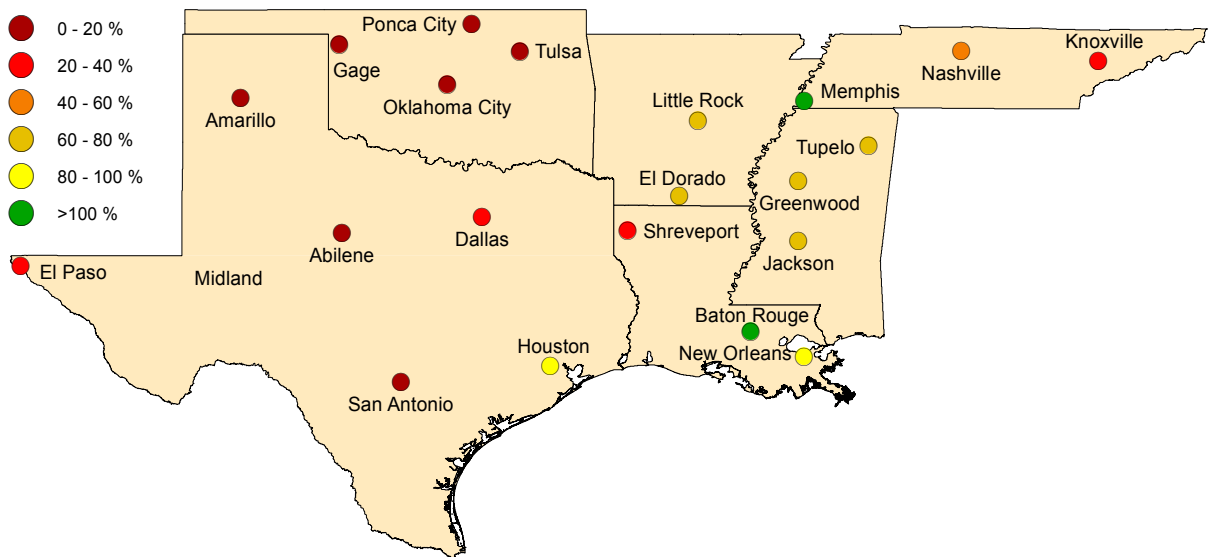 0 - 20 %
20 - 40 %
40 - 60 %
60 - 80 %
80 - 100 %
>100 %
Ponca City
Tulsa
Gage
Oklahoma City
Amarillo
Knoxville
Nashville
Memphis
Little Rock
Tupelo
El Dorado
Greenwood
Dallas
Shreveport
Abilene
Jackson
El Paso
Midland
Baton Rouge
Houston
New Orleans
San Antonio